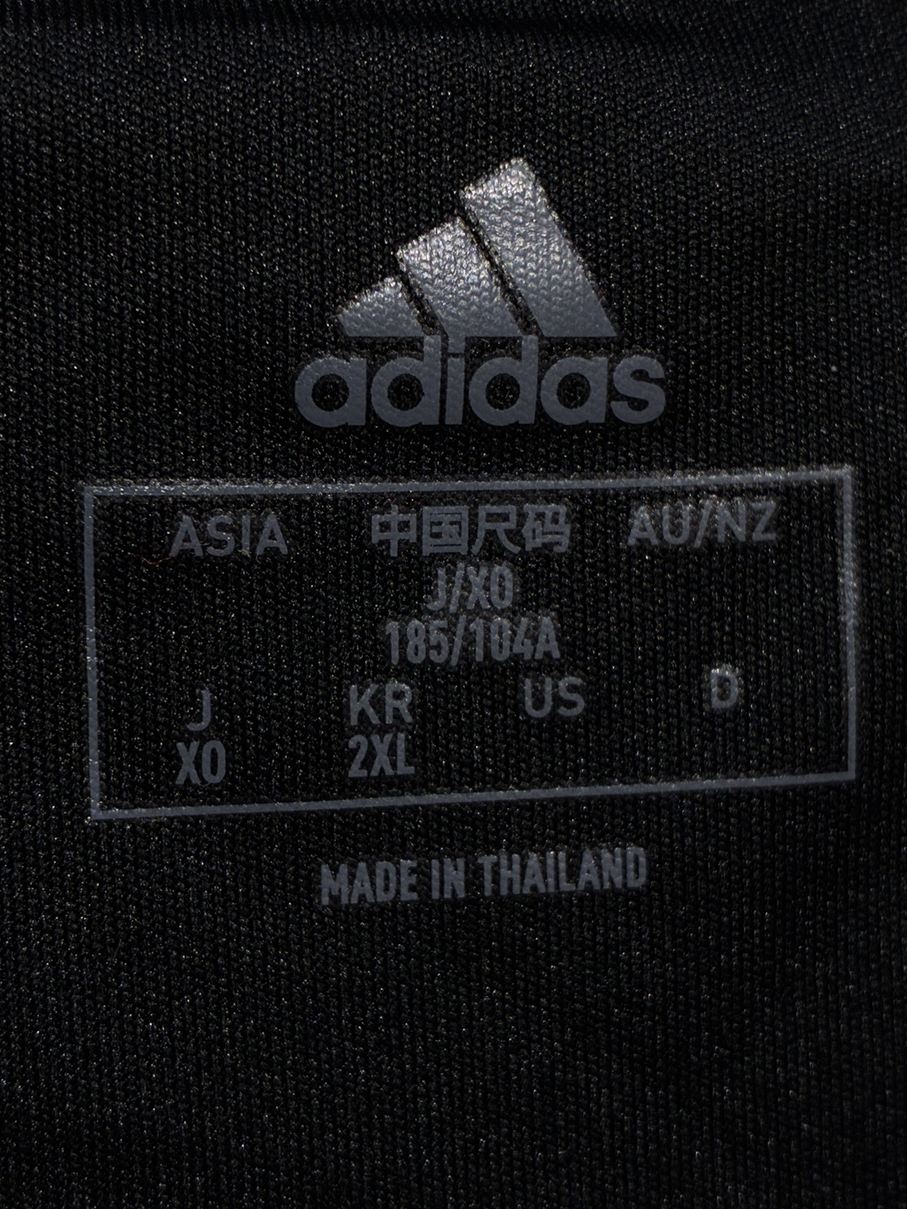 adidas
ASIA 中国尺码 AU/NZ
J/XO
185/104A
J KR US D
XO 2XL
MADE IN THAILAND